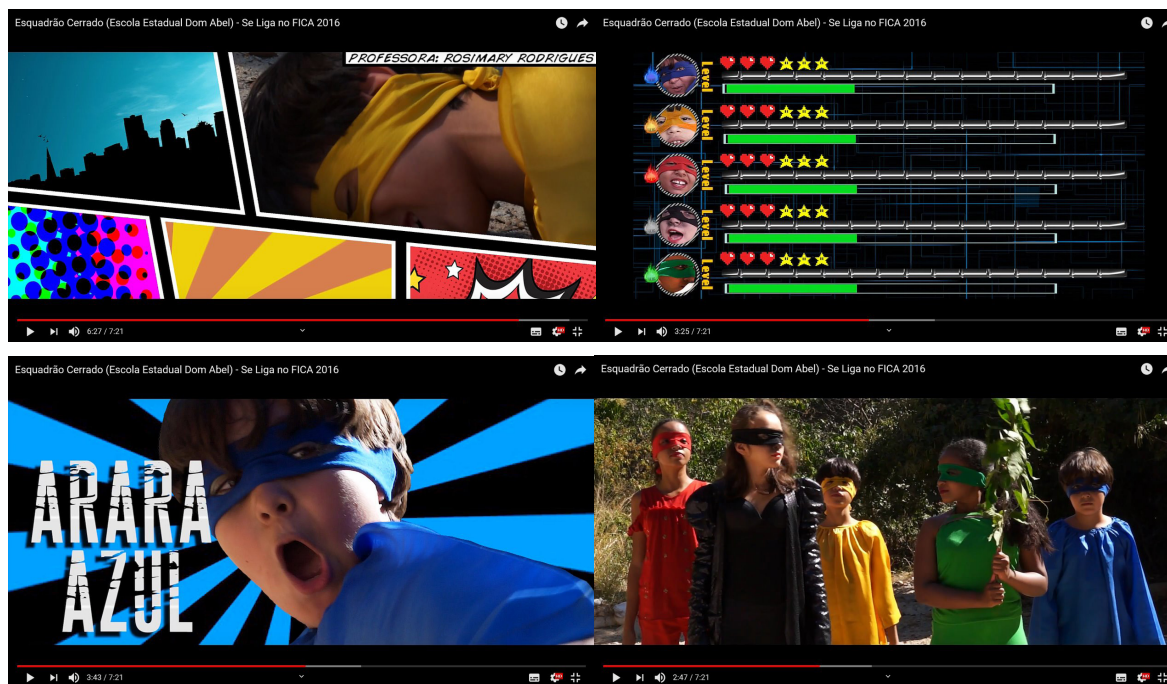 Esquadrão Cerrado (Escola Estadual Dom Abel) - Se Liga no FICA 2016
PROFESSORA: ROSIMARY RODRIGUES
6:27 / 7:21
Esquadrão Cerrado (Escola Estadual Dom Abel) - Se Liga no FICA 2016
Level
Level
Level
Level
Level
3:25 / 7:21
Esquadrão Cerrado (Escola Estadual Dom Abel) - Se Liga no FICA 2016
ARARA
AZUL
3:43 / 7:21
Esquadrão Cerrado (Escola Estadual Dom Abel) - Se Liga no FICA 2016
2:47 / 7:21